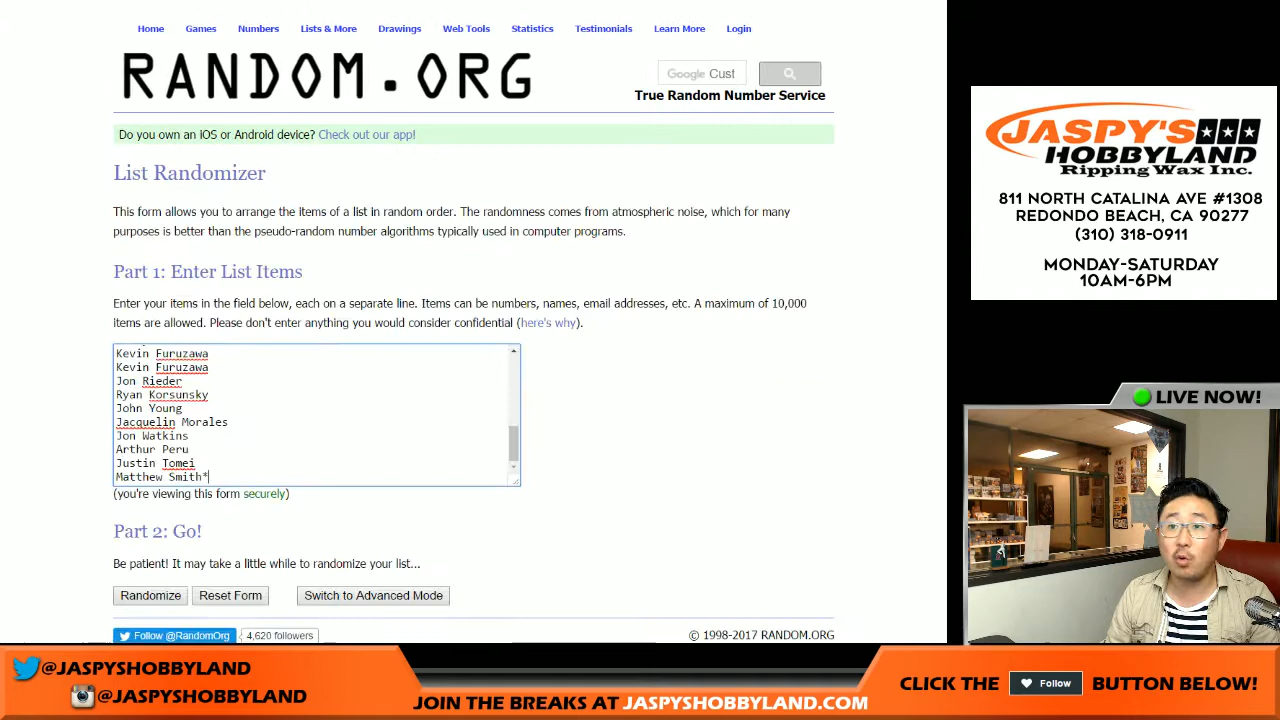 Home Games Numbers Lists & More Drawings Web Tools Statistics Testimonials Learn More Login
RANDOM.ORG
Google Cust
True Random Number Service
Do you own an iOS or Android device? Check out our app!
List Randomizer
This form allows you to arrange the items of a list in random order. The randomness comes from atmospheric noise, which for many
purposes is better than the pseudo-random number algorithms typically used in computer programs.
Part 1: Enter List Items
Enter your items in the field below, each on a separate line. Items can be numbers, names, email addresses, etc. A maximum of 10,000
items are allowed. Please don't enter anything you would consider confidential (here's why).
Kevin Furuzawa
Kevin Furuzawa
Jon Rieder
Ryan Korsunsky
John Young
Jacquelin Morales
Jon Watkins
Arthur Peru
Justin Tomei
Matthew Smith*
(you're viewing this form securely)
Part 2: Go!
Be patient! It may take a little while to randomize your list...
Randomize Reset Form Switch to Advanced Mode
Follow @RandomOrg 4,620 followers
© 1998-2017 RANDOM.ORG
JASPY'S
HOBBYLAND
Ripping Wax Inc.
811 NORTH CATALINA AVE #1308
REDONDO BEACH, CA 90277
(310) 318-0911
MONDAY-SATURDAY
10AM-6PM
LIVE NOW!
@JASPYSHOBBYLAND
@JASPYSHOBBYLAND
JOIN THE BREAKS AT JASPYSHOBBYLAND.COM
CLICK THE Follow BUTTON BELOW!